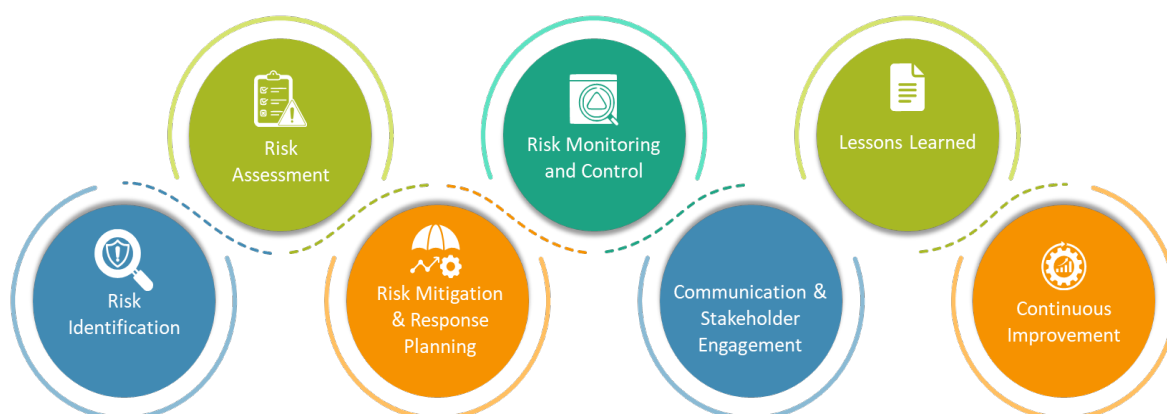 Risk
Identification
Risk
Assessment
Risk Mitigation
& Response
Planning
Risk Monitoring
and Control
Communication &
Stakeholder
Engagement
Lessons Learned
Continuous
Improvement